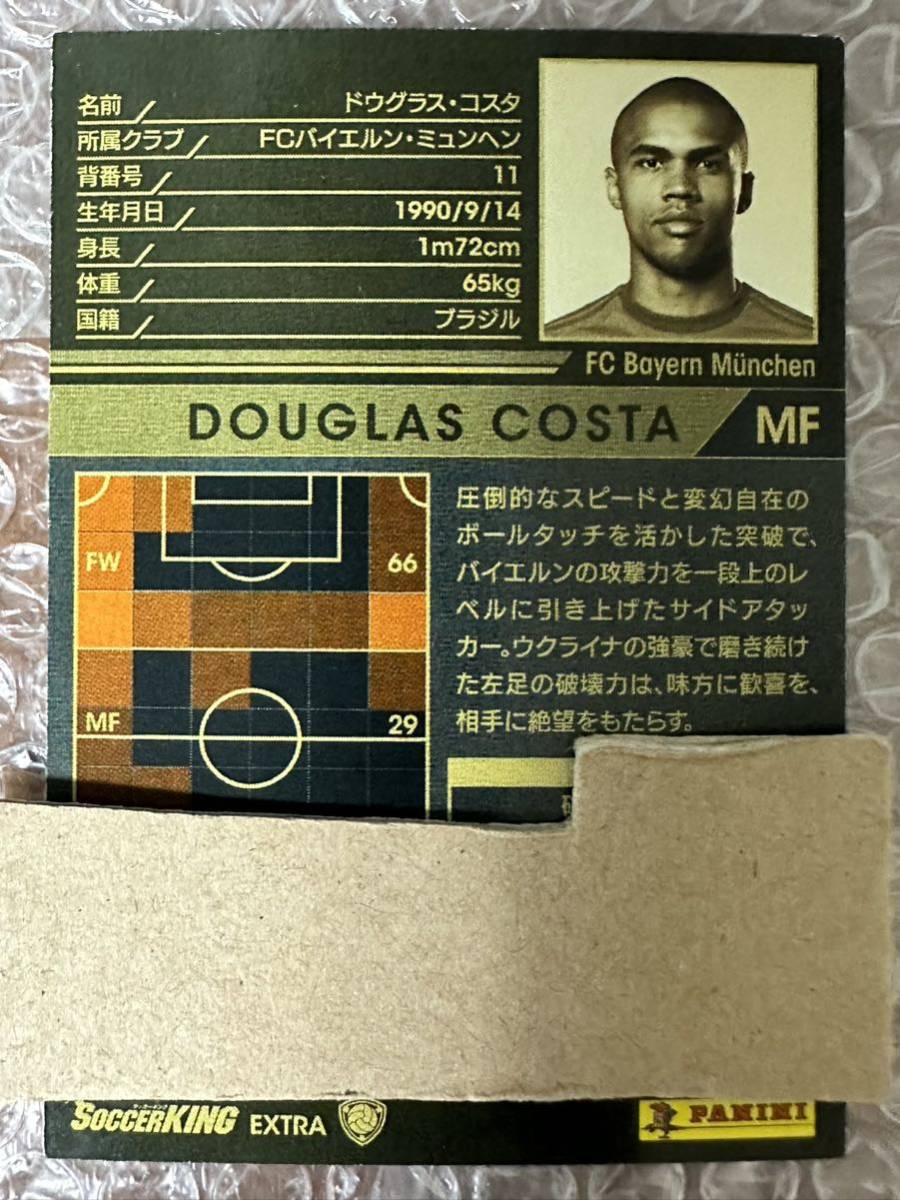 名前 ドウグラス・コスタ
所属クラブ FCバイエルン・ミュンヘン
背番号 11
生年月日 1990/9/14
身長 1m72cm
体重 65kg
国籍 ブラジル
FC Bayern München
DOUGLAS COSTA MF
FW 66
MF 29
圧倒的なスピードと変幻自在の
ボールタッチを活かした突破で、
バイエルンの攻撃力を一段上のレ
ベルに引き上げたサイドアタッ
カー。ウクライナの強豪で磨き続け
た左足の破壊力は、味方に歓喜を、
相手に絶望をもたらす。
SOCCERKING EXTRA
PANINI